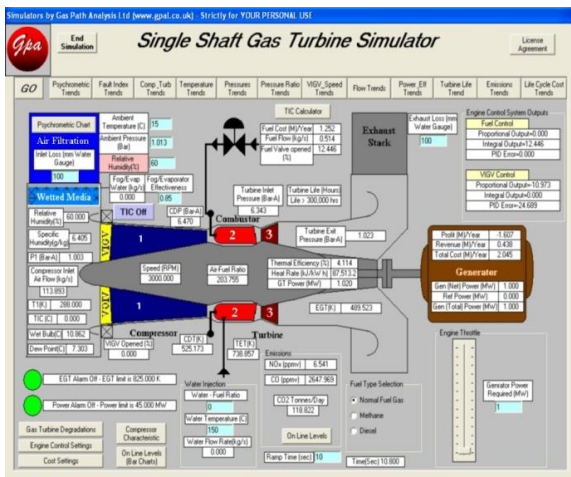 Simulators by Gas Path Analysis Ltd (www.gpal.co.uk) - Strictly for YOUR PERSONAL USE
Gpa
End Simulation
Single Shaft Gas Turbine Simulator
License Agreement
GO
Psychrometric Trends
Fault Index Trends
Comp_Turb Trends
Temperature Trends
Pressures Trends
Pressure Ratio Trends
VIGV_Speed Trends
Flow Trends
Power_Eff Trends
Turbine Life Trend
Emissions Trends
Life Cycle Cost Trends
Psychrometric Chart
Air Filtration
Inlet Loss (mm Water Gauge)
100
Wetted Media
Ambient Temperature (C) 15
Ambient Pressure (Bar) 1.013
Relative Humidity(%) 60
Fog/Evap Water (kg/s) 0.000
Fog/Evaporator Effectiveness 0.85
TIC Off
CDP (Bar-A) 6.470
TIC Calculator
Fuel Cost (M)/Year 1.252
Fuel Flow (kg/s) 0.514
Fuel Valve opened (%) 12.446
Turbine Inlet Pressure (Bar-A) 6.343
Turbine Life (Hours) Life > 300,000 hrs
Exhaust Stack
Exhaust Loss (mm Water Gauge) 100
Engine Control System Outputs
Fuel Control
Proportional Output=0.000
Integral Output=12.446
PID Error=0.000
VIGV Control
Proportional Output=-10.973
Integral Output=0.000
PID Error=-24.689
Relative Humidity(%) 60.000
Specific Humidity(g/kg) 6.405
P1 (Bar-A) 1.003
Compressor Inlet Air Flow (kg/s) 113.893
T1(K) 288.000
TIC (C) 0.000
Wet Bulb(C) 10.862
Dew Point(C) 7.303
VIGV
1
Combustor
2
3
Turbine Exit Pressure (Bar-A) 1.023
Speed (RPM) 3000.000
Air-Fuel Ratio 203.755
Thermal Efficiency (%) 4.114
Heat Rate (kJ/kW h) 87,513.2
GT Power (MW) 1.020
EGT(K) 489.523
Profit (M)/Year -1.607
Revenue (M)/Year 0.438
Total Cost (M)/Year 2.045
Generator
Gen (Net) Power (MW) 1.000
Ref Power (MW) 0.000
Gen (Total) Power (MW) 1.000
VIGV
1
2
3
VIGV Opened (%) 0.000
Compressor
CDT(K) 525.173
Turbine
TET(K) 738.857
EGT Alarm Off - EGT limit is 825.000 K
Power Alarm Off - Power limit is 45.000 MW
Gas Turbine Degradations
Engine Control Settings
Cost Settings
Compressor Characteristic
On Line Levels (Bar Charts)
Water Injection
Water - Fuel Ratio
0
Water Temperature (C)
150
Water Flow Rate(kg/s)
0.000
Emissions
NOx (ppmv) 6.541
CO (ppmv) 2647.969
CO2 Tonnes/Day
118.822
On Line Levels
Ramp Time (sec) 10
Fuel Type Selection
Normal Fuel Gas
Methane
Diesel
Time(Sec) 10.800
Engine Throttle
Genrator Power Required (MW)
1